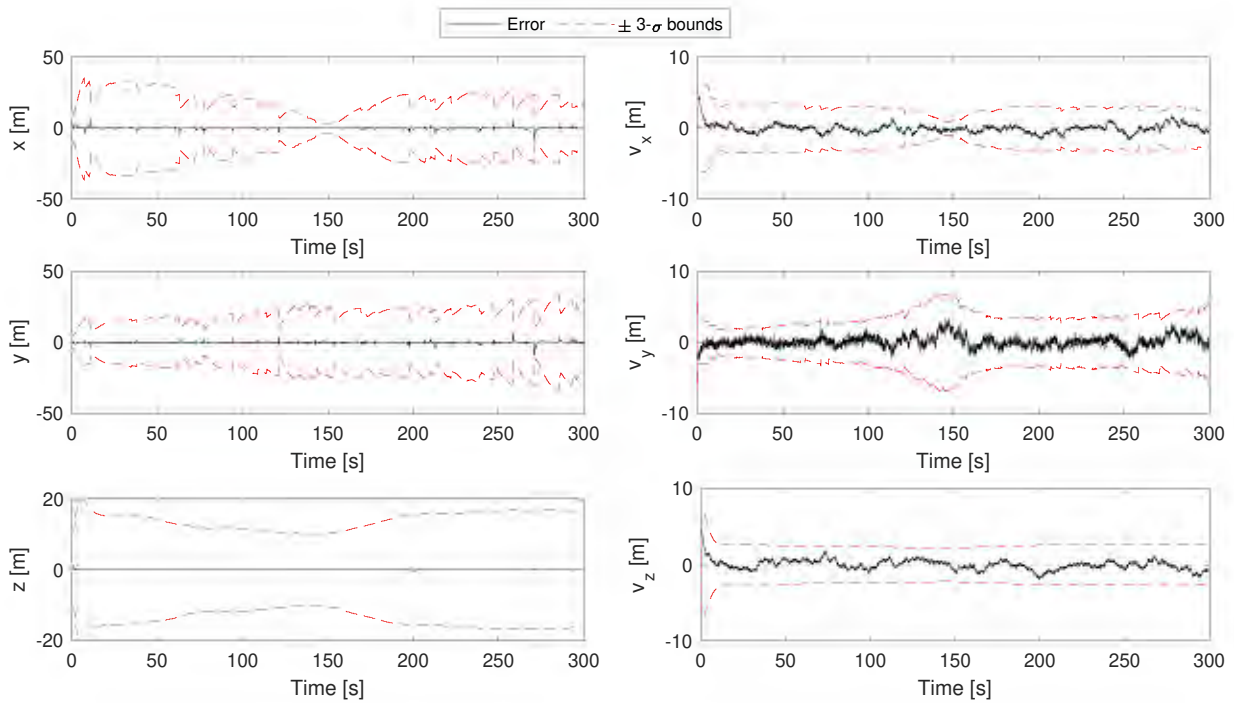 Error ± 3-σ bounds
50
0
-50
x [m]
0 50 100 150 200 250 300
Time [s]
10
0
-10
v_x [m]
0 50 100 150 200 250 300
Time [s]
50
0
-50
y [m]
0 50 100 150 200 250 300
Time [s]
10
0
-10
v_y [m]
0 50 100 150 200 250 300
Time [s]
20
0
-20
z [m]
0 50 100 150 200 250 300
Time [s]
10
0
-10
v_z [m]
0 50 100 150 200 250 300
Time [s]